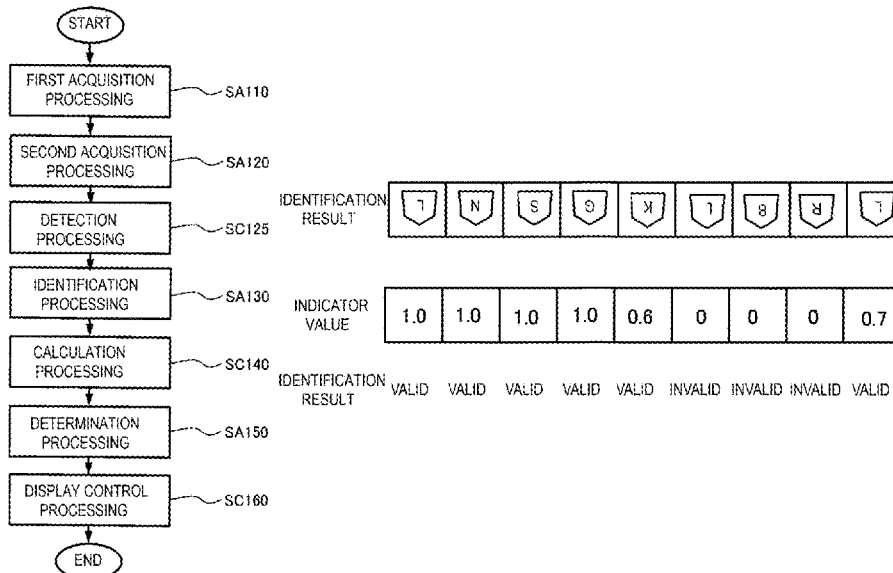 START
FIRST ACQUISITION
PROCESSING
SA110
SECOND ACQUISITION
PROCESSING
SA120
DETECTION
PROCESSING
SC125
IDENTIFICATION
PROCESSING
SA130
CALCULATION
PROCESSING
SC140
DETERMINATION
PROCESSING
SA150
DISPLAY CONTROL
PROCESSING
SC160
END
IDENTIFICATION
RESULT
L N S G K L 8 R L
INDICATOR
VALUE
1.0 1.0 1.0 1.0 0.6 0 0 0 0.7
IDENTIFICATION
RESULT
VALID VALID VALID VALID VALID INVALID INVALID INVALID VALID